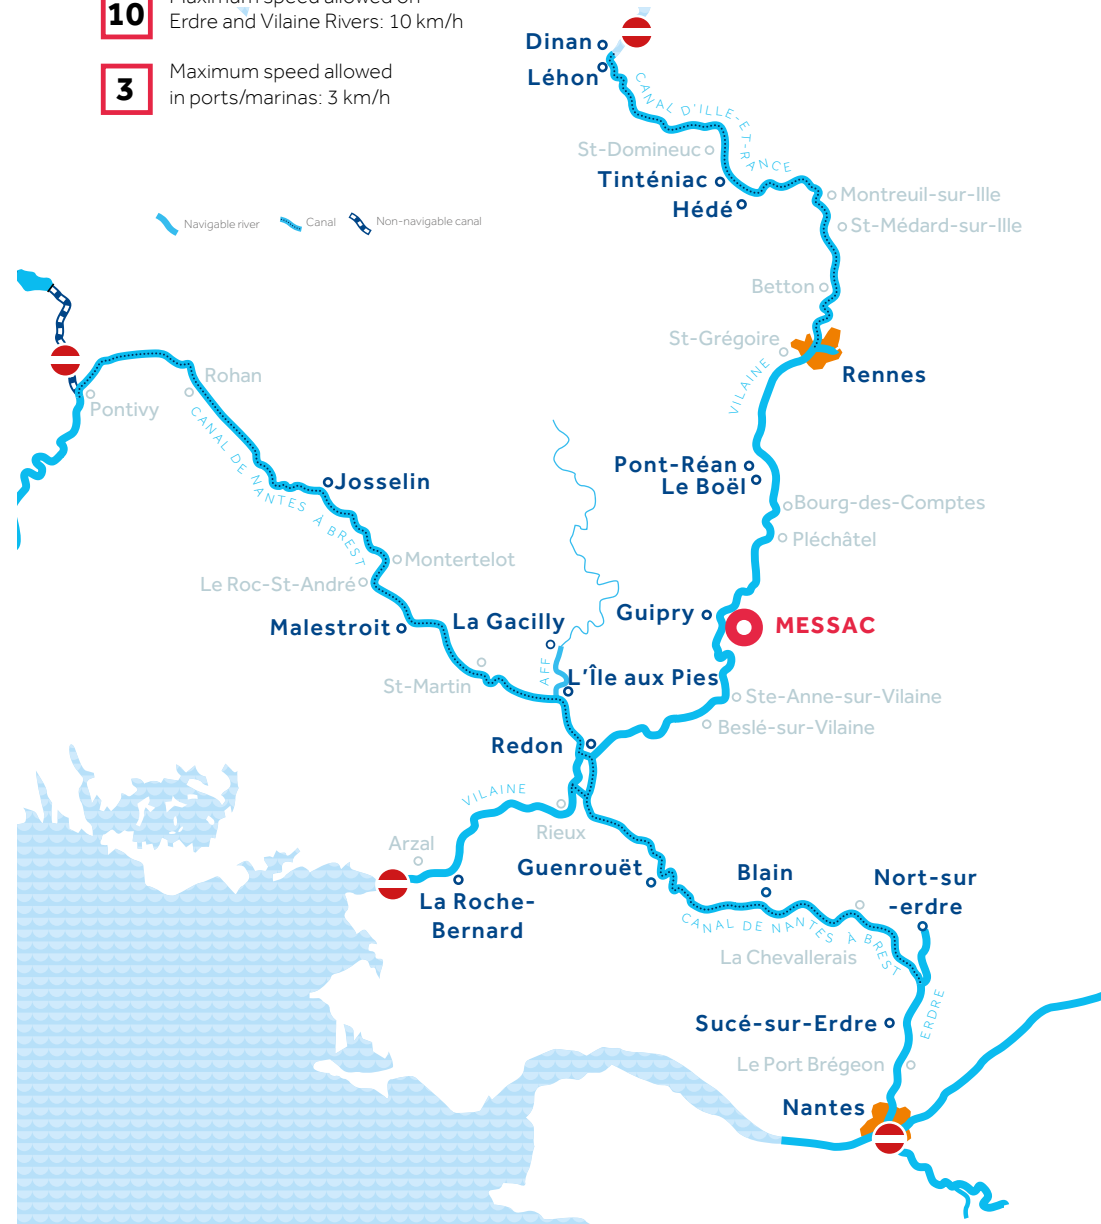 10
Maximum speed allowed on
Erdre and Vilaine Rivers: 10 km/h
3
Maximum speed allowed
in ports/marinas: 3 km/h
Navigable river
Canal
Non-navigable canal
Dinan
Léhon
CANAL D'ILLE-ET-RANCE
St-Domineuc
Tinténiac
Hédé
Montreuil-sur-Ille
St-Médard-sur-Ille
Betton
St-Grégoire
Rennes
VILAINE
Rohan
Pontivy
CANAL DE NANTES À BREST
Josselin
Pont-Réan
Le Boël
Bourg-des-Comptes
Pléchâtel
Montertelot
Le Roc-St-André
Malestroit
La Gacilly
Guipry
MESSAC
St-Martin
AFF
L'Île aux Pies
Ste-Anne-sur-Vilaine
Beslé-sur-Vilaine
Redon
VILAINE
Rieux
Arzal
La Roche-
Bernard
Guenrouët
Blain
Nort-sur
-erdre
CANAL DE NANTES À BREST
La Chevallerais
ERDRE
Sucé-sur-Erdre
Le Port Brégeon
Nantes